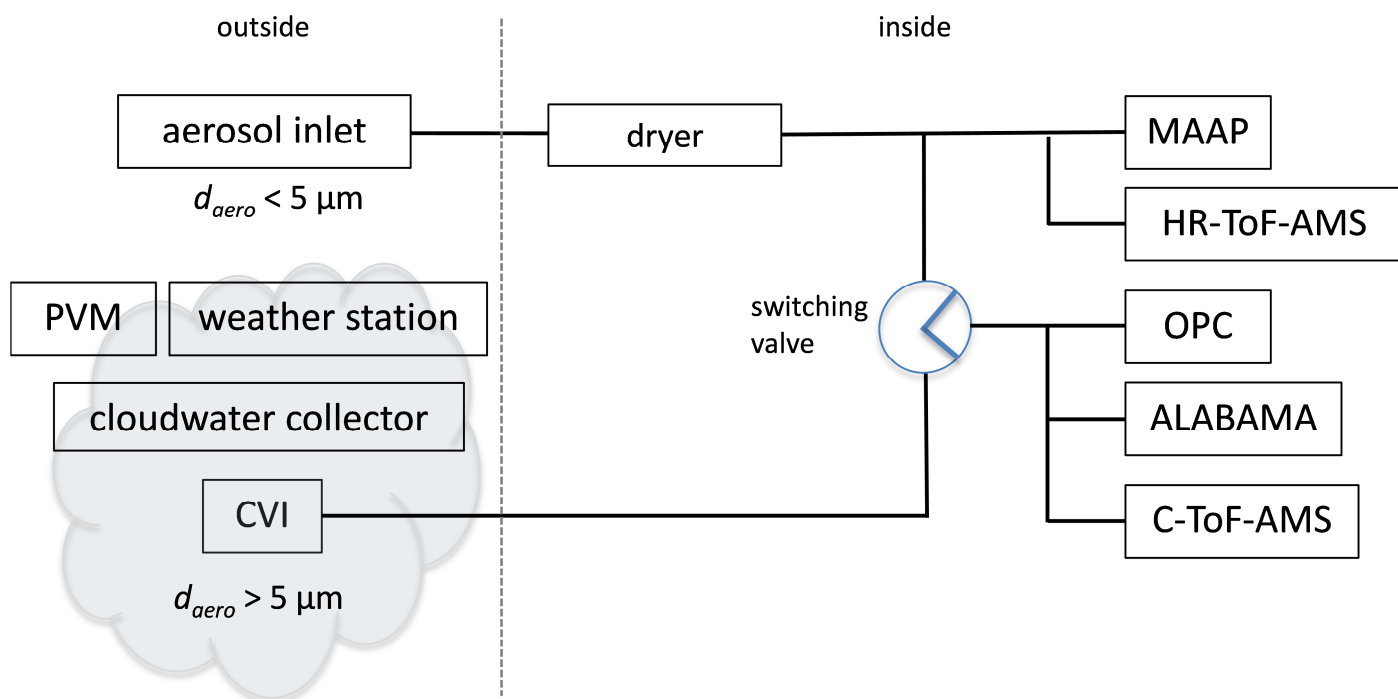 outside
inside
aerosol inlet
dryer
MAAP
d_aero < 5 μm
HR-ToF-AMS
PVM
weather station
switching
valve
OPC
cloudwater collector
ALABAMA
CVI
C-ToF-AMS
d_aero > 5 μm